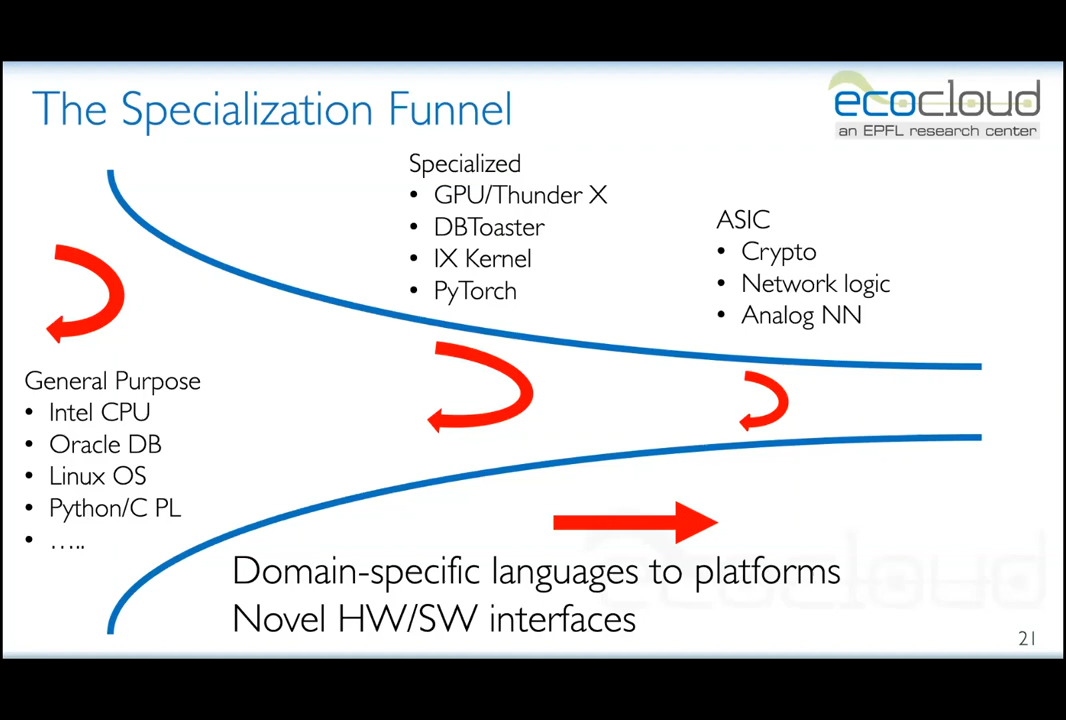 The Specialization Funnel
ecocloud
an EPFL research center
Specialized
• GPU/Thunder X
• DBToaster
• IX Kernel
• PyTorch
ASIC
• Crypto
• Network logic
• Analog NN
General Purpose
• Intel CPU
• Oracle DB
• Linux OS
• Python/C PL
• .....
Domain-specific languages to platforms
Novel HW/SW interfaces
ecocloud
21